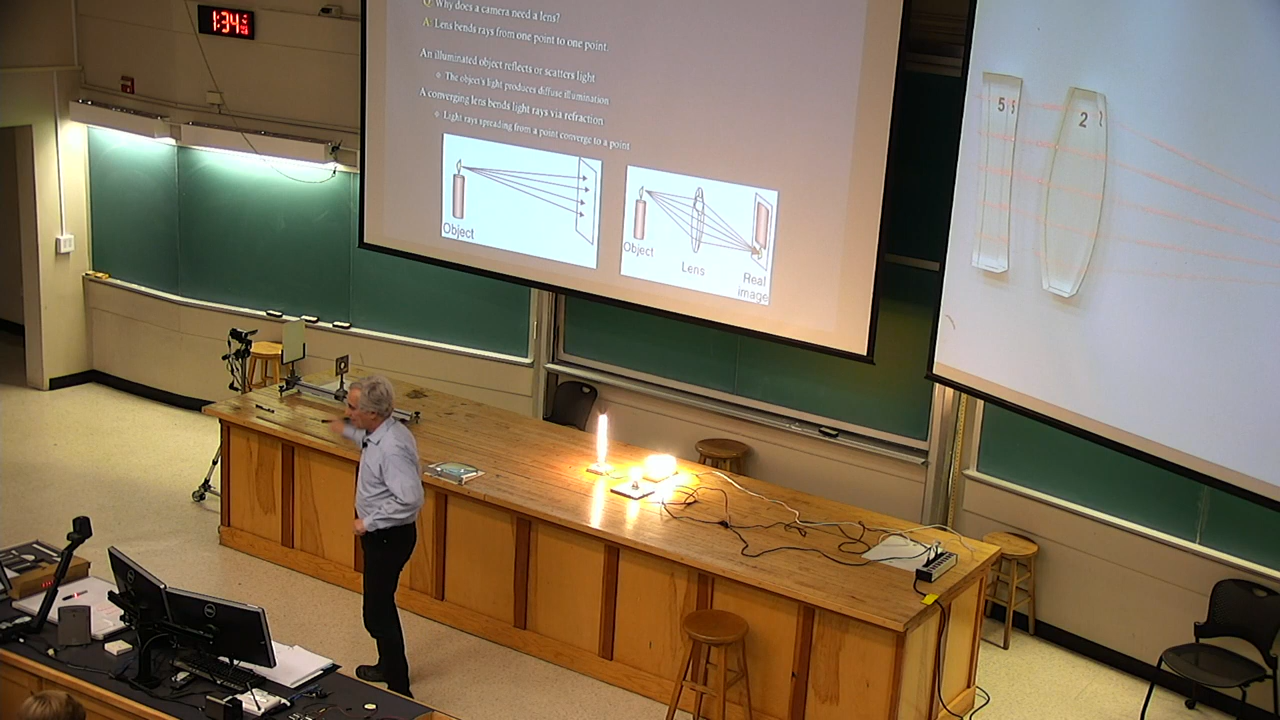 1:34
Q: Why does a camera need a lens?
A: Lens bends rays from one point to one point.
An illuminated object reflects or scatters light
The object's light produces diffuse illumination
A converging lens bends light rays via refraction
Light rays spreading from a point converge to a point
Object
Object
Lens
Real
image
5
2
DELL
DELL